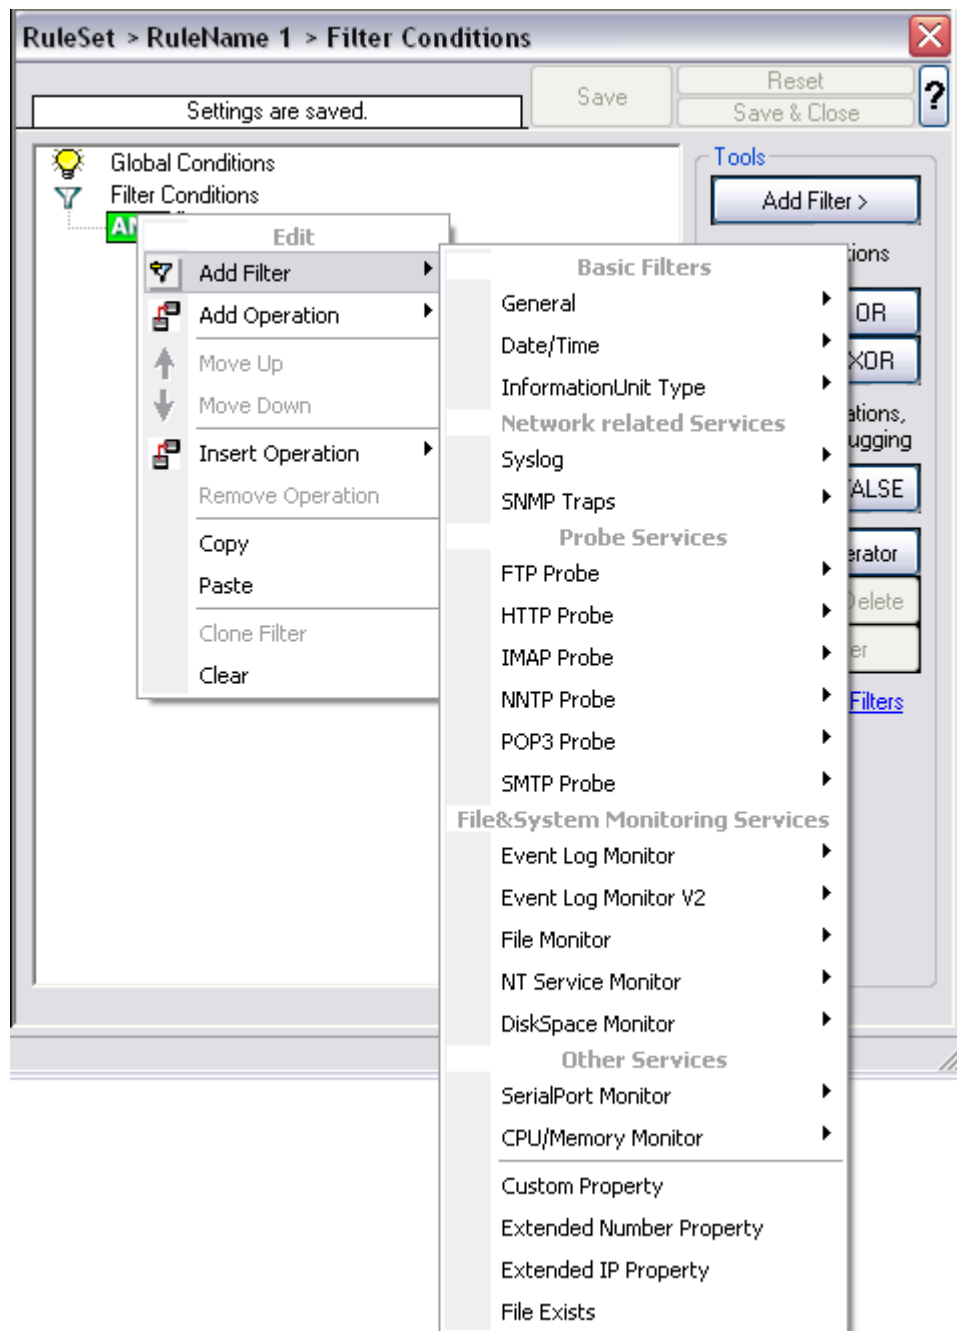 RuleSet > RuleName 1 > Filter Conditions
Settings are saved.
Save
Reset
Save & Close
?
Global Conditions
Filter Conditions
Tools
Add Filter >
OR
XOR
Filters
Edit
Add Filter
Add Operation
Move Up
Move Down
Insert Operation
Remove Operation
Copy
Paste
Clone Filter
Clear
Basic Filters
General
Date/Time
InformationUnit Type
Network related Services
Syslog
SNMP Traps
Probe Services
FTP Probe
HTTP Probe
IMAP Probe
NNTP Probe
POP3 Probe
SMTP Probe
File&System Monitoring Services
Event Log Monitor
Event Log Monitor V2
File Monitor
NT Service Monitor
DiskSpace Monitor
Other Services
SerialPort Monitor
CPU/Memory Monitor
Custom Property
Extended Number Property
Extended IP Property
File Exists